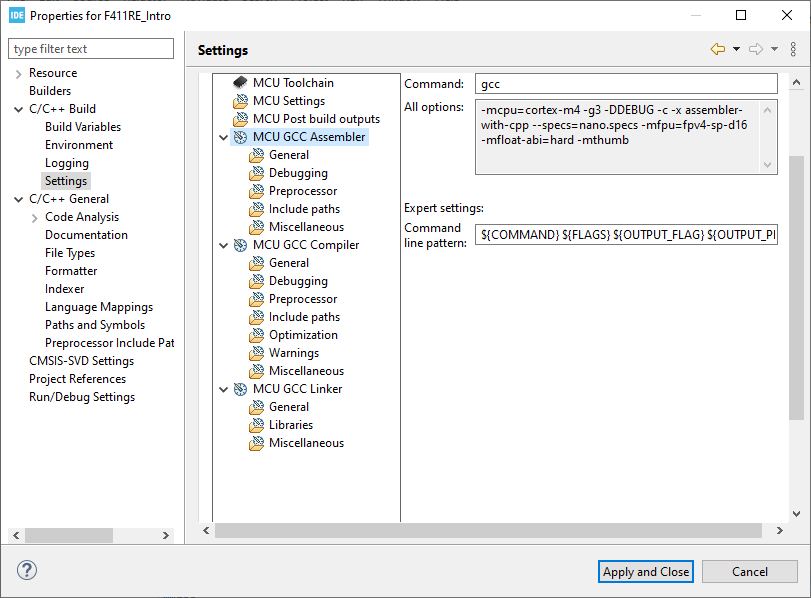 IDE Properties for F411RE_Intro
type filter text
Settings
Resource
Builders
C/C++ Build
Build Variables
Environment
Logging
Settings
C/C++ General
Code Analysis
Documentation
File Types
Formatter
Indexer
Language Mappings
Paths and Symbols
Preprocessor Include Pat
CMSIS-SVD Settings
Project References
Run/Debug Settings
MCU Toolchain
MCU Settings
MCU Post build outputs
MCU GCC Assembler
General
Debugging
Preprocessor
Include paths
Miscellaneous
MCU GCC Compiler
General
Debugging
Preprocessor
Include paths
Optimization
Warnings
Miscellaneous
MCU GCC Linker
General
Libraries
Miscellaneous
Command: gcc
All options: -mcpu=cortex-m4 -g3 -DDEBUG -c -x assembler-
with-cpp --specs=nano.specs -mfpu=fpv4-sp-d16
-mfloat-abi=hard -mthumb
Expert settings:
Command
line pattern: ${COMMAND} ${FLAGS} ${OUTPUT_FLAG} ${OUTPUT_PI
?
Apply and Close
Cancel